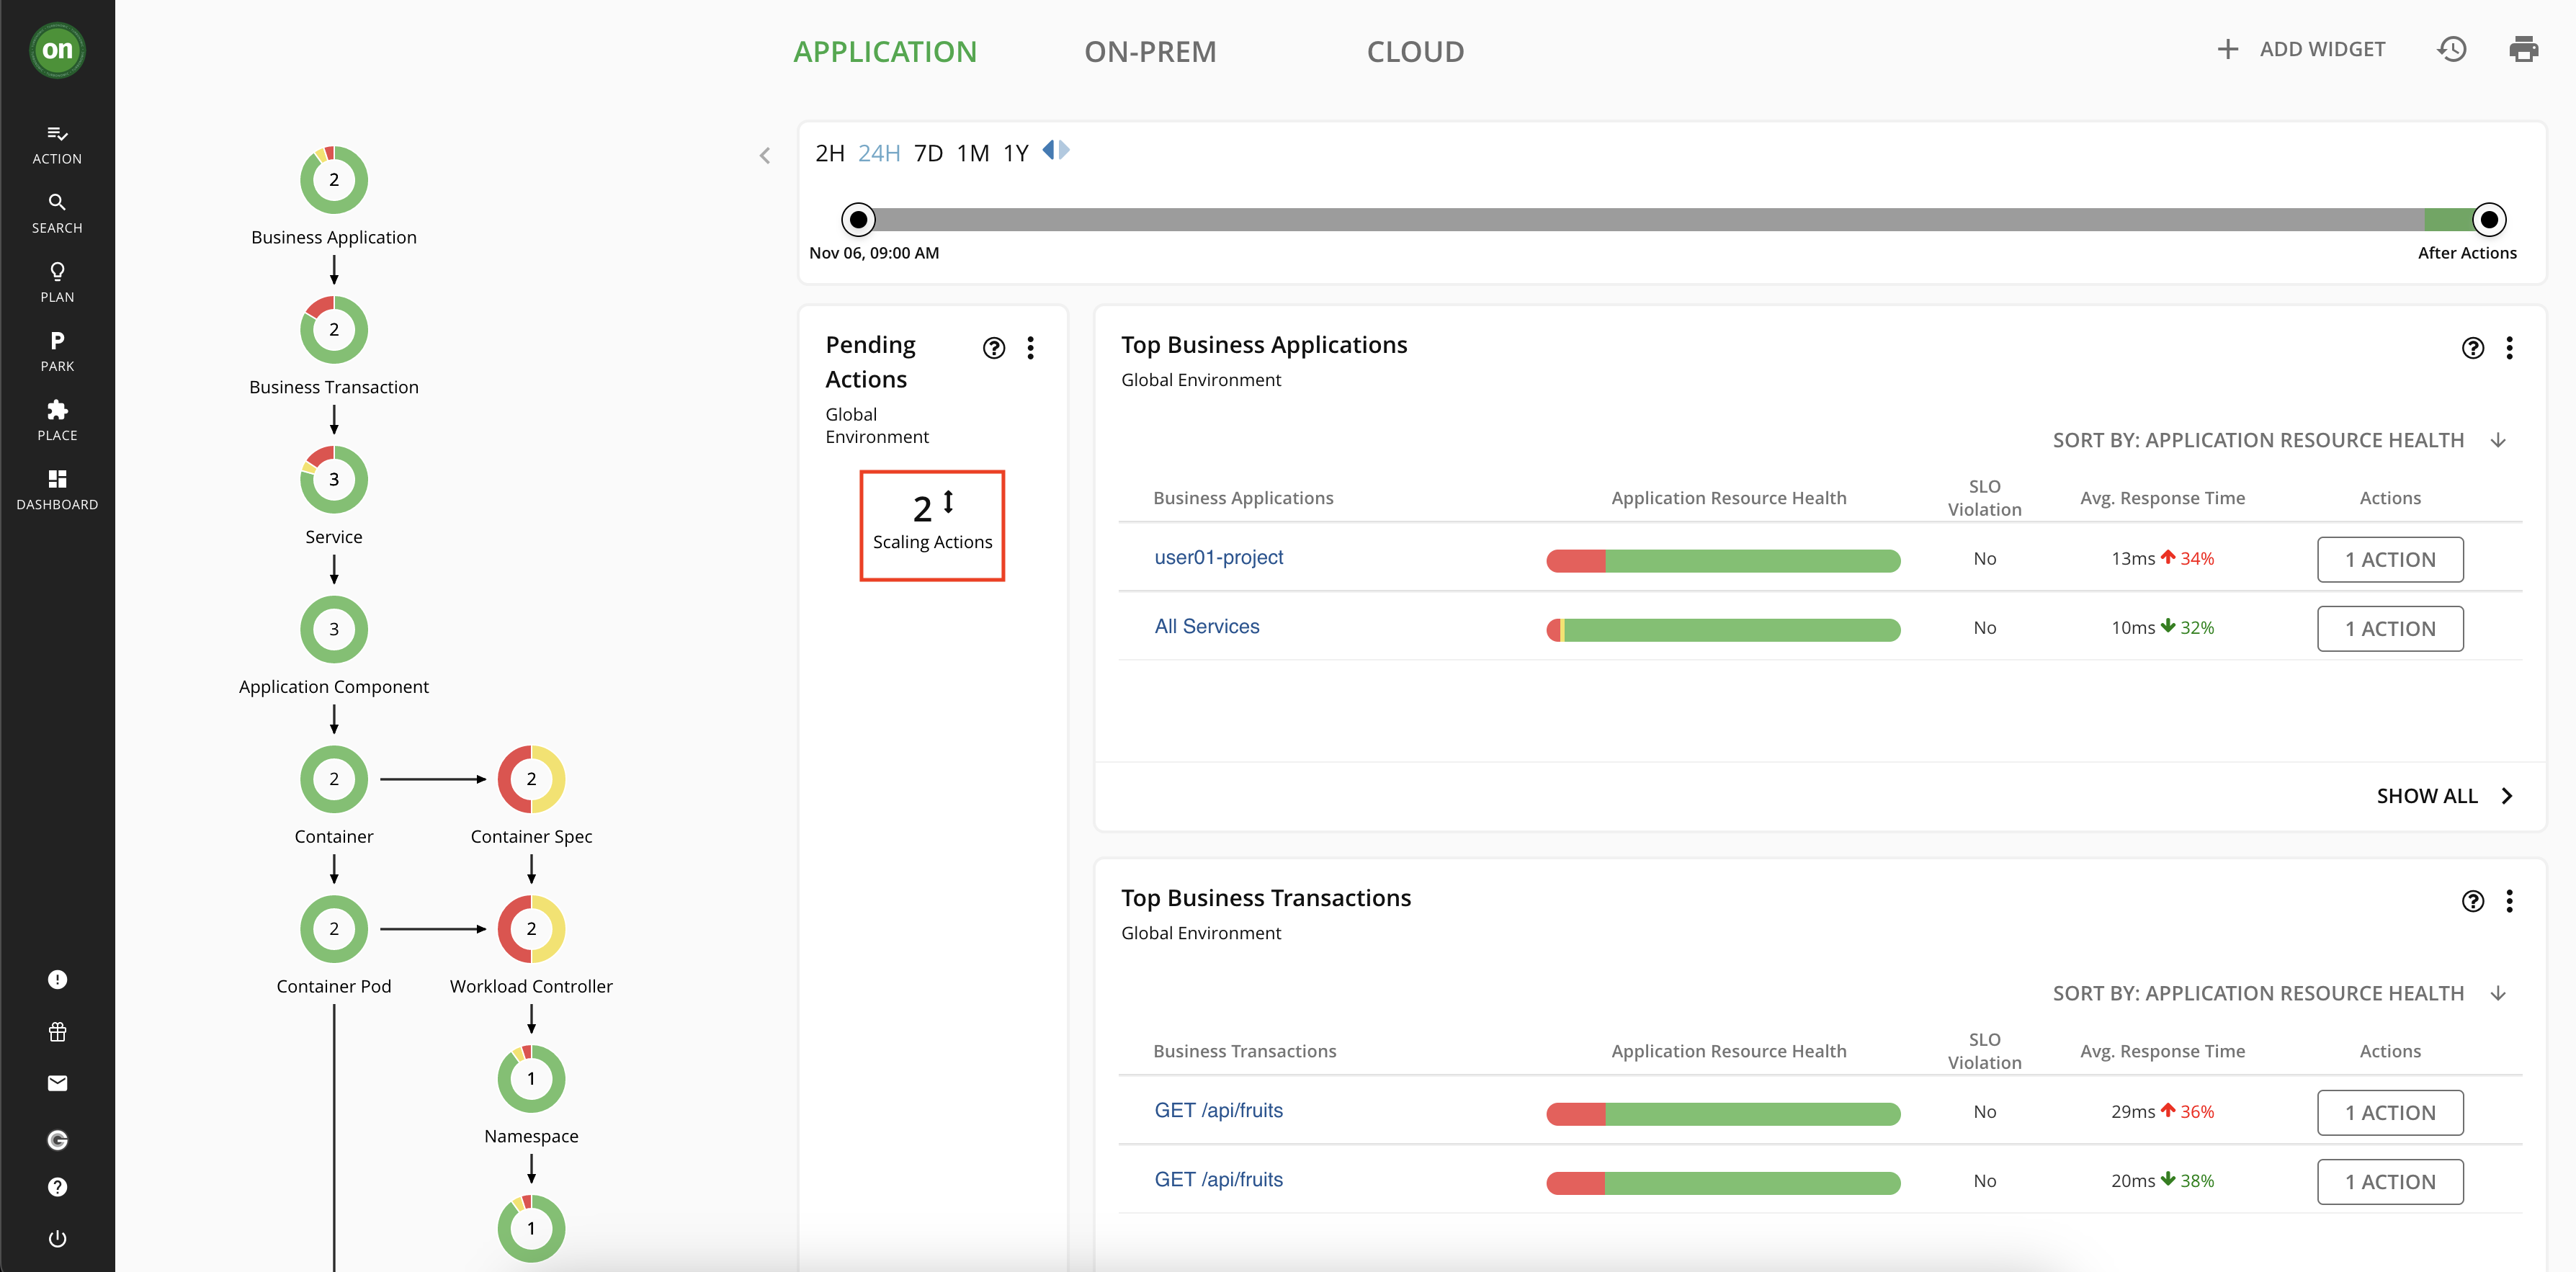 on
ACTION
SEARCH
PLAN
P
PARK
PLACE
DASHBOARD
APPLICATION
ON-PREM
CLOUD
ADD WIDGET
2
Business Application
2
Business Transaction
3
Service
3
Application Component
2
2
Container
Container Spec
2
2
Container Pod
Workload Controller
1
Namespace
1
2H 24H 7D 1M 1Y
Nov 06, 09:00 AM
After Actions
Pending
Actions
Global
Environment
2
Scaling Actions
Top Business Applications
Global Environment
SORT BY: APPLICATION RESOURCE HEALTH
Business Applications
Application Resource Health
SLO
Violation
Avg. Response Time
Actions
user01-project
No
13ms 34%
1 ACTION
All Services
No
10ms 32%
1 ACTION
SHOW ALL
Top Business Transactions
Global Environment
SORT BY: APPLICATION RESOURCE HEALTH
Business Transactions
Application Resource Health
SLO
Violation
Avg. Response Time
Actions
GET /api/fruits
No
29ms 36%
1 ACTION
GET /api/fruits
No
20ms 38%
1 ACTION